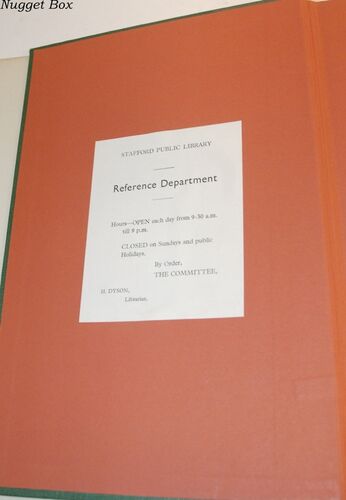 Nugget Box
STAFFORD PUBLIC LIBRARY
Reference Department
Hours—OPEN each day from 9-30 a.m.
till 9 p.m.
CLOSED on Sundays and public
Holidays.
By Order,
THE COMMITTEE,
H. DYSON,
Librarian.